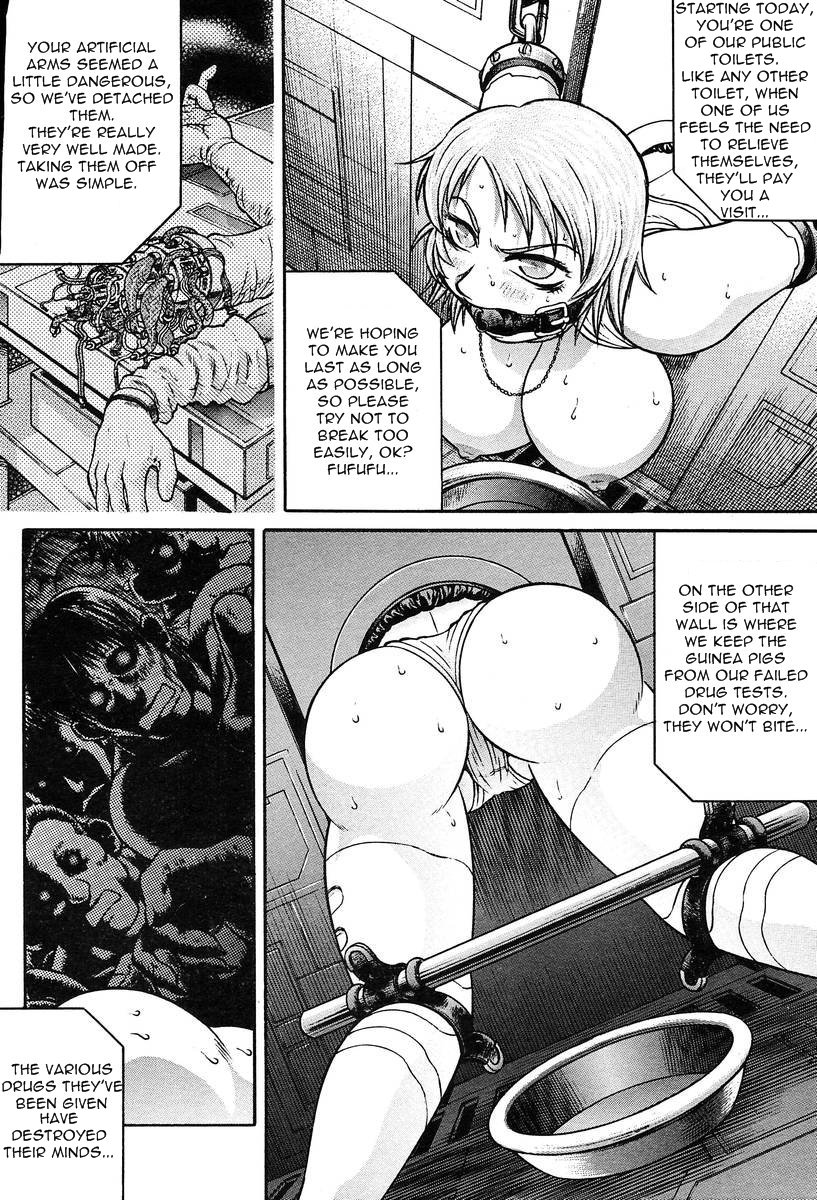 STARTING TODAY,
YOU'RE ONE
OF OUR PUBLIC
TOILETS.
LIKE ANY OTHER
TOILET, WHEN
ONE OF US
FEELS THE NEED
TO RELIEVE
THEMSELVES,
THEY'LL PAY
YOU A
VISIT...
WE'RE HOPING
TO MAKE YOU
LAST AS LONG
AS POSSIBLE,
SO PLEASE
TRY NOT TO
BREAK TOO
EASILY, OK?
FUFUFU...
YOUR ARTIFICIAL
ARMS SEEMED A
LITTLE DANGEROUS,
SO WE'VE DETACHED
THEM.
THEY'RE REALLY
VERY WELL MADE.
TAKING THEM OFF
WAS SIMPLE.
ON THE OTHER
SIDE OF THAT
WALL IS WHERE
WE KEEP THE
GUINEA PIGS
FROM OUR FAILED
DRUG TESTS.
DON'T WORRY,
THEY WON'T BITE...
THE VARIOUS
DRUGS THEY'VE
BEEN GIVEN
HAVE
DESTROYED
THEIR MINDS...